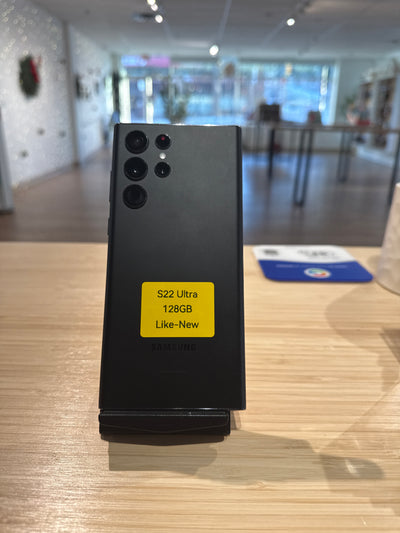 S22 Ultra
128GB
Like-New
SAMSUNG